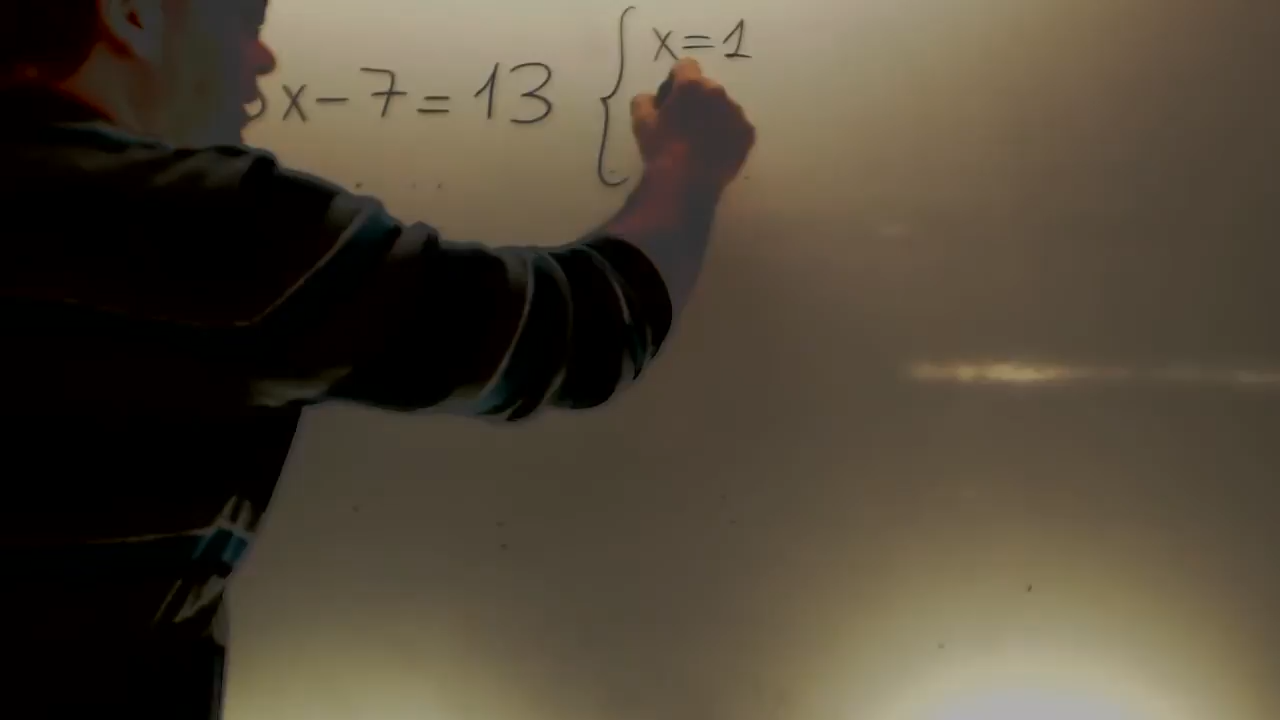 x - 7 = 13 { x = 1